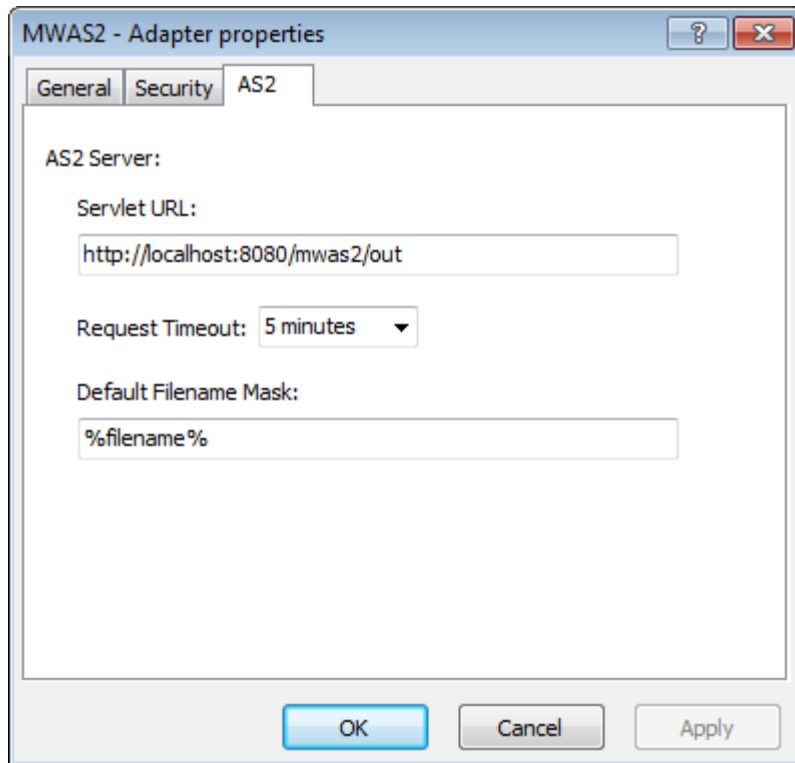 MWAS2 - Adapter properties
?
General Security AS2
AS2 Server:
Servlet URL:
http://localhost:8080/mwas2/out
Request Timeout: 5 minutes
Default Filename Mask:
%filename%
OK Cancel Apply